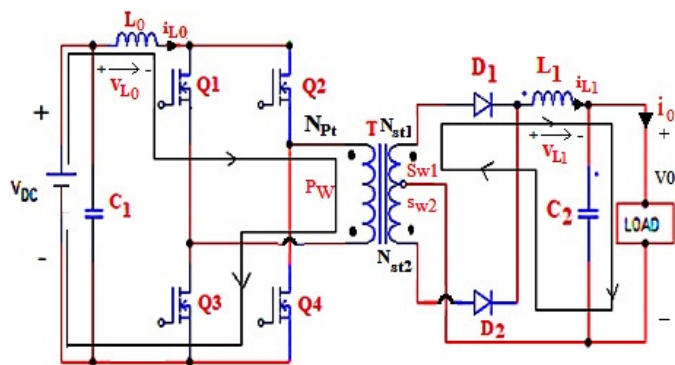 L0 iL0
+ → -
VL0
Q1
Q2
D1
L1 iL1
i0
+ → -
VL1
+
NPt T Nst1
+
VDC
C1
PW
Sw1
sw2
C2
V0
LOAD
-
Nst2
-
Q3
Q4
D2